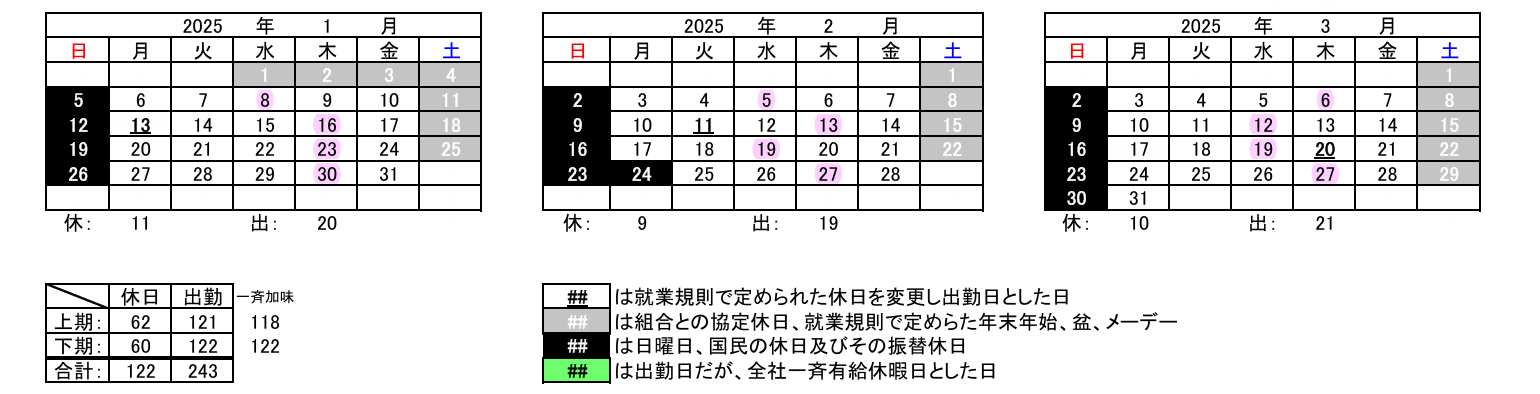 2025 年 1 月
日 月 火 水 木 金 土
1 2 3 4
5 6 7 8 9 10 11
12 13 14 15 16 17 18
19 20 21 22 23 24 25
26 27 28 29 30 31
休: 11 出: 20
2025 年 2 月
日 月 火 水 木 金 土
1
2 3 4 5 6 7 8
9 10 11 12 13 14 15
16 17 18 19 20 21 22
23 24 25 26 27 28
休: 9 出: 19
2025 年 3 月
日 月 火 水 木 金 土
1
2 3 4 5 6 7 8
9 10 11 12 13 14 15
16 17 18 19 20 21 22
23 24 25 26 27 28 29
30 31
休: 10 出: 21
休日 出勤 一斉加味
上期: 62 121 118
下期: 60 122 122
合計: 122 243
## は就業規則で定められた休日を変更し出勤日とした日
## は組合との協定休日、就業規則で定めらた年末年始、盆、メーデー
## は日曜日、国民の休日及びその振替休日
## は出勤日だが、全社一斉有給休暇日とした日